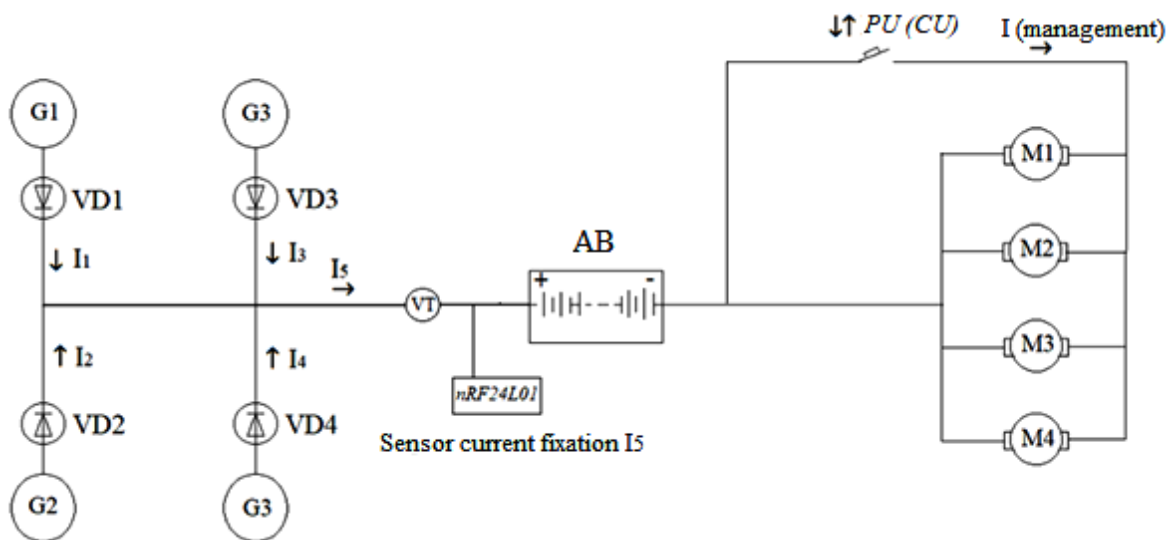 ↓↑ PU (CU)
I (management)
→
G1
G3
VD1
VD3
M1
↓ I1
↓ I3
I5
→
AB
+
-
M2
VT
↑ I2
↑ I4
M3
nRF24L01
VD2
VD4
Sensor current fixation I5
M4
G2
G3